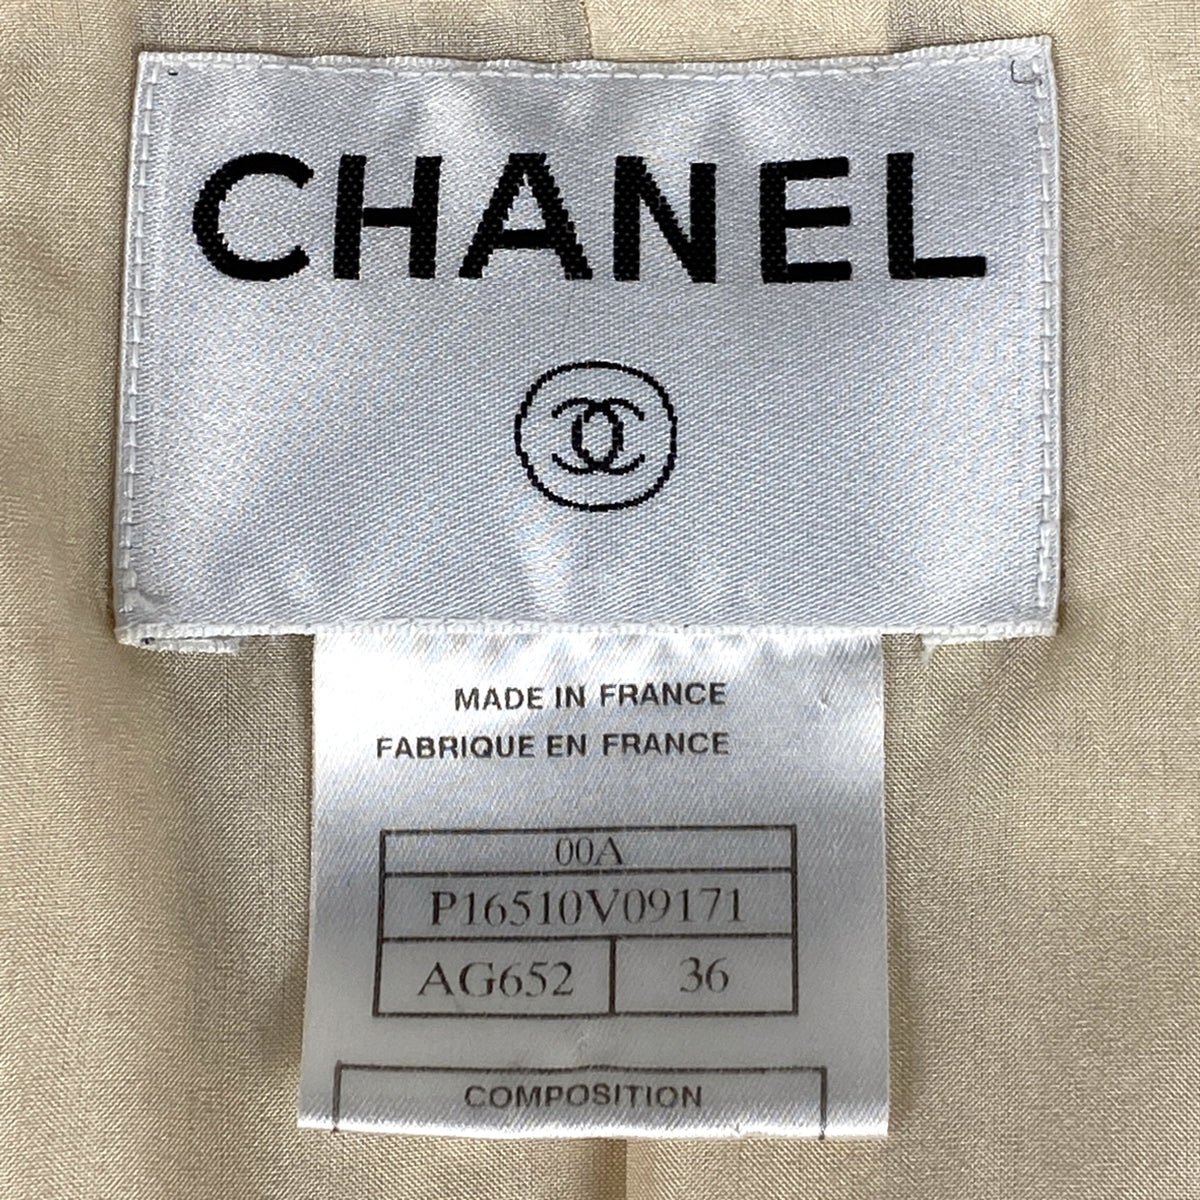 CHANEL
MADE IN FRANCE
FABRIQUE EN FRANCE
00A
P16510V09171
AG652 36
COMPOSITION